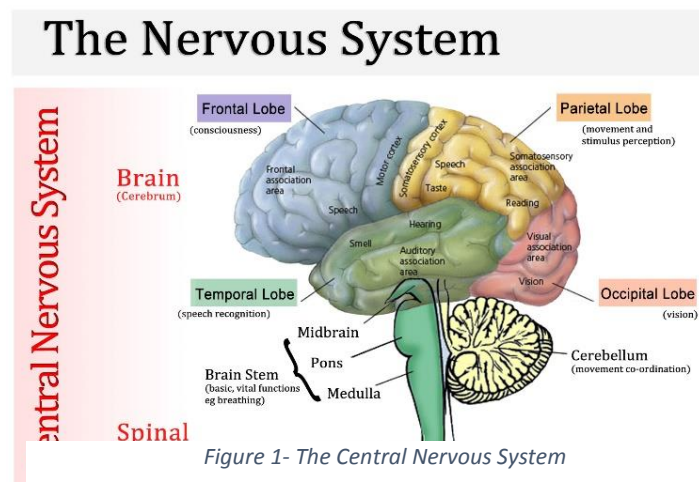 The Nervous System
entral Nervous System
Brain
(Cerebrum)
Frontal Lobe
(consciousness)
Parietal Lobe
(movement and
stimulus perception)
Motor cortex
Somatosensory cortex
Frontal
association
area
Speech
Speech
Taste
Somatosensory
association
area
Reading
Hearing
Smell
Auditory
association
area
Visual
association
area
Vision
Temporal Lobe
(speech recognition)
Occipital Lobe
(vision)
Midbrain
Pons
Medulla
Brain Stem
(basic, vital functions
eg breathing)
Cerebellum
(movement co-ordination)
Spinal
Figure 1- The Central Nervous System